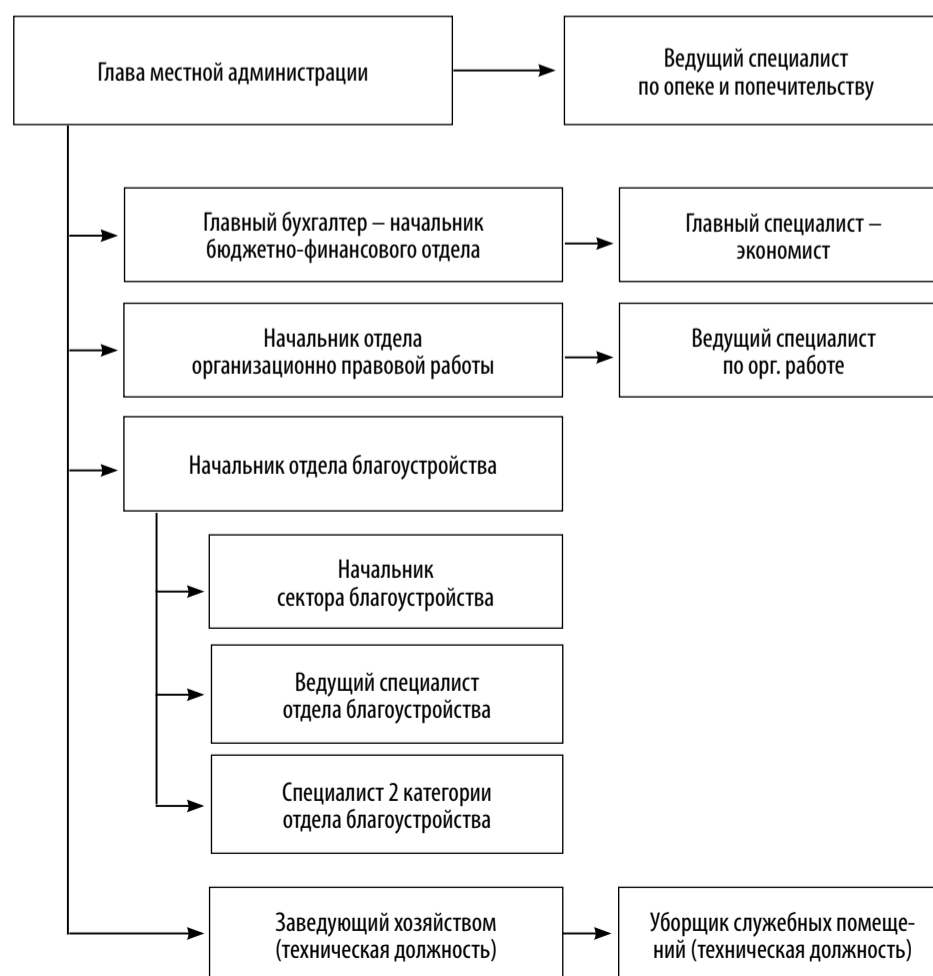 Глава местной администрации
Ведущий специалист
по опеке и попечительству
Главный бухгалтер – начальник
бюджетно-финансового отдела
Главный специалист –
экономист
Начальник отдела
организационно правовой работы
Ведущий специалист
по орг. работе
Начальник отдела благоустройства
Начальник
сектора благоустройства
Ведущий специалист
отдела благоустройства
Специалист 2 категории
отдела благоустройства
Заведующий хозяйством
(техническая должность)
Уборщик служебных помеще-
ний (техническая должность)